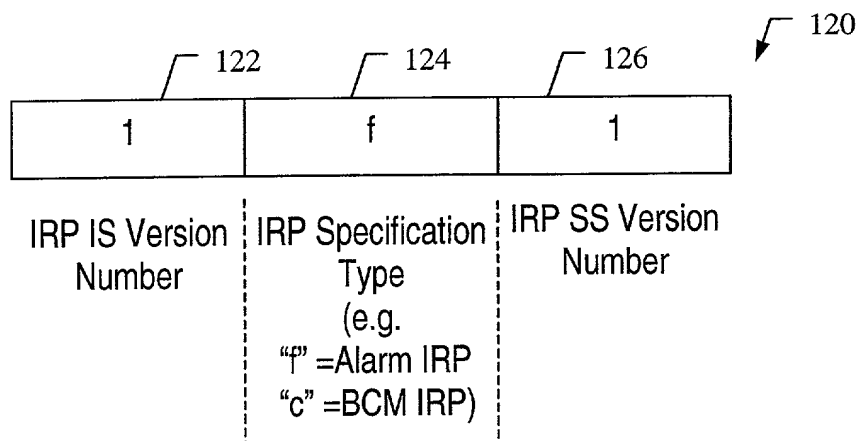 120
122
124
126
1
f
1
IRP IS Version
Number
IRP Specification
Type
(e.g.
“f” =Alarm IRP
“c” =BCM IRP)
IRP SS Version
Number